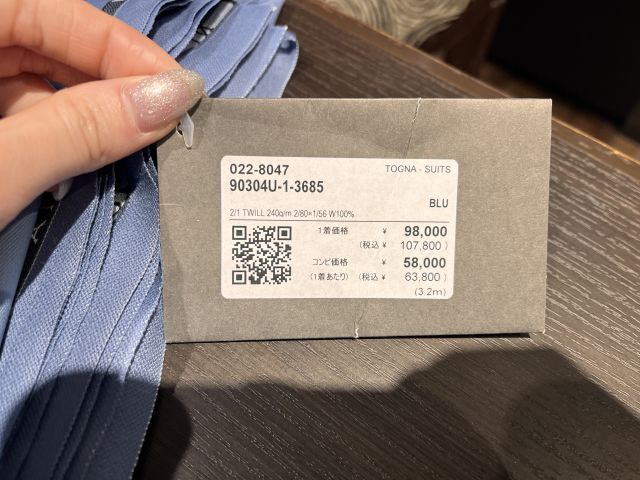 022-8047 TOGNA - SUITS
90304U-1-3685
BLU
2/1 TWILL 240q/m 2/80×1/56 W100%
1着価格 ¥ 98,000
(税込 ¥ 107,800 )
コンビ価格 ¥ 58,000
(1着あたり) (税込 ¥ 63,800 )
(3.2m)